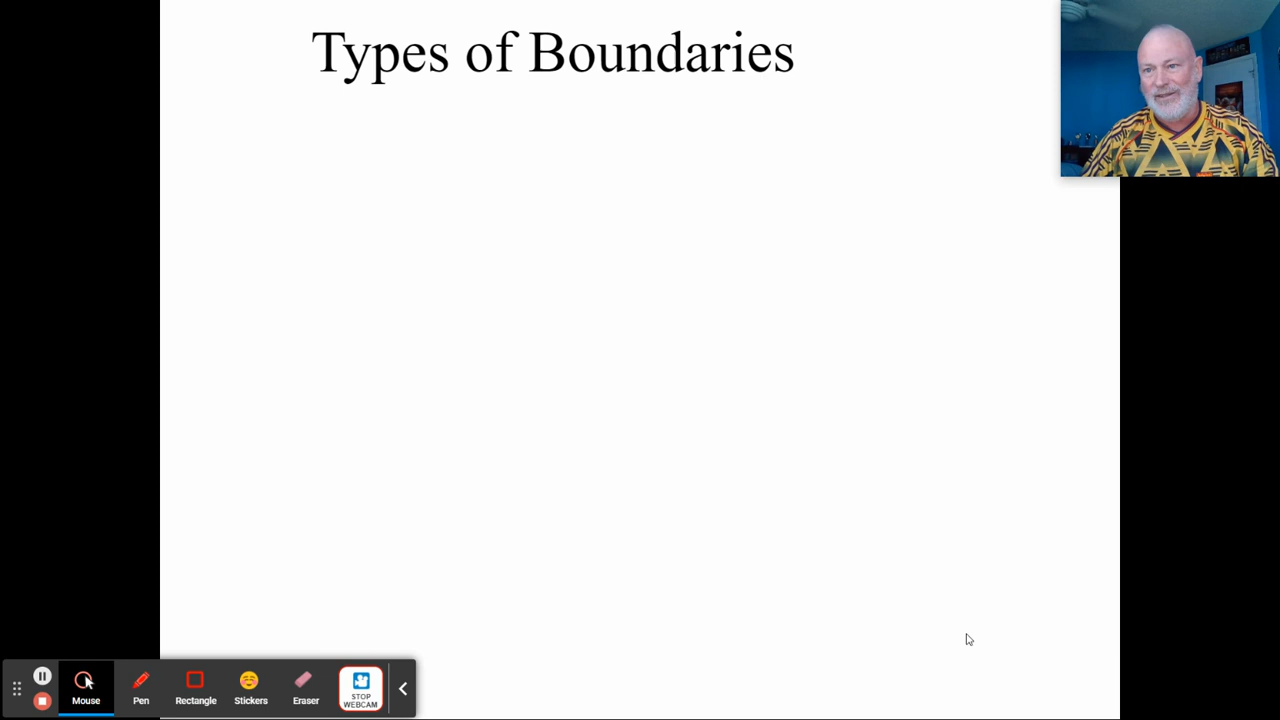 Types of Boundaries
Mouse
Pen
Rectangle
Stickers
Eraser
STOP
WEBCAM